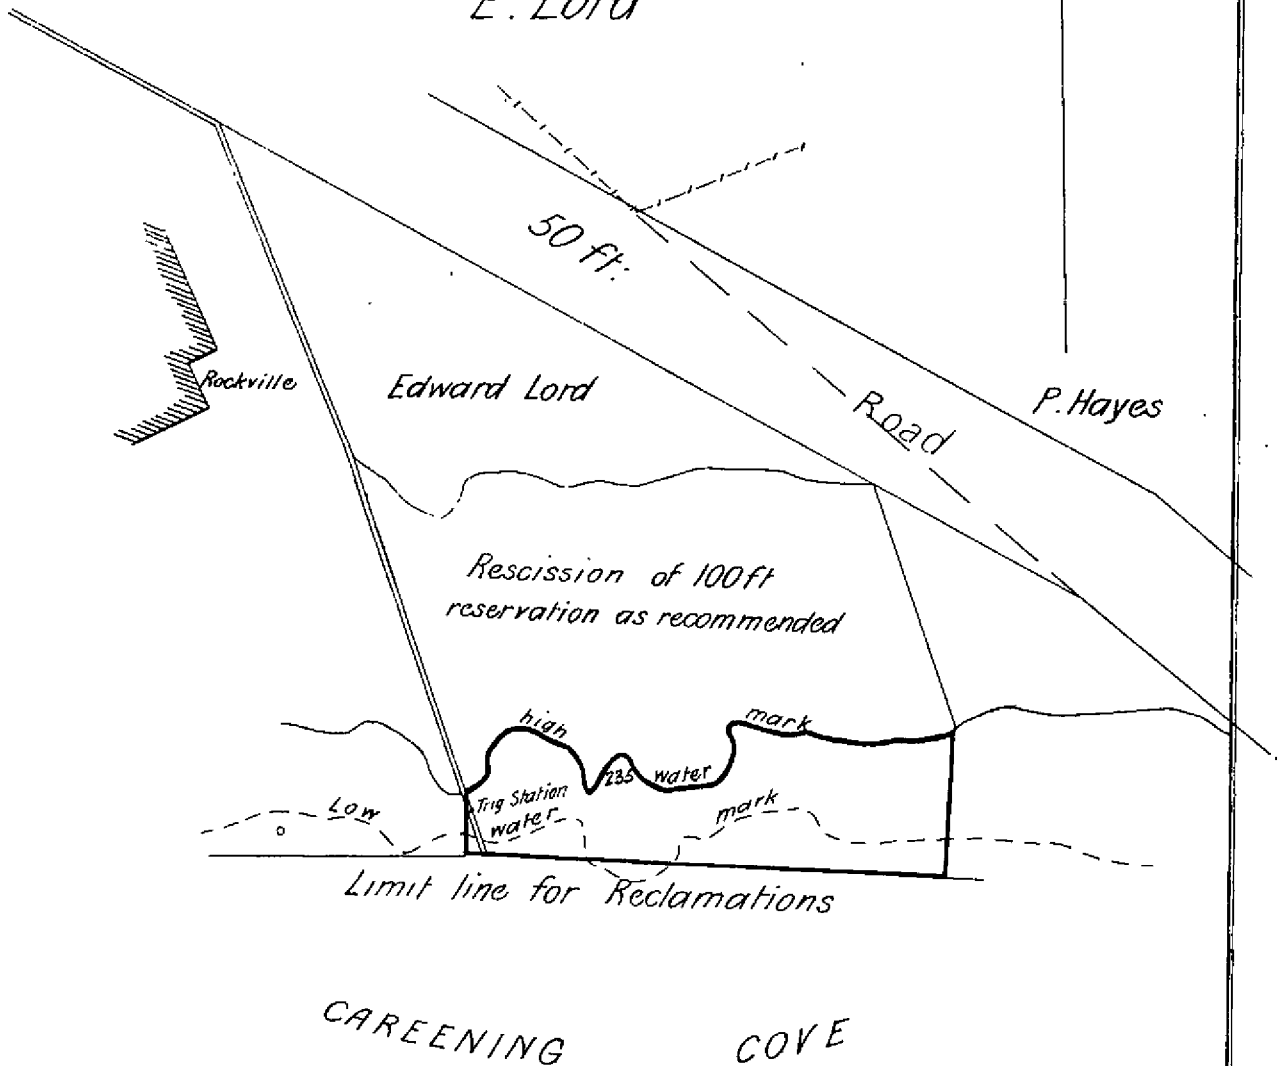 E. Lord
50 ft.
Road
P. Hayes
Rockville
Edward Lord
Rescission of 100ft
reservation as recommended
high water mark
235
Trig Station
Low water mark
Limit line for Reclamations
CAREENING COVE